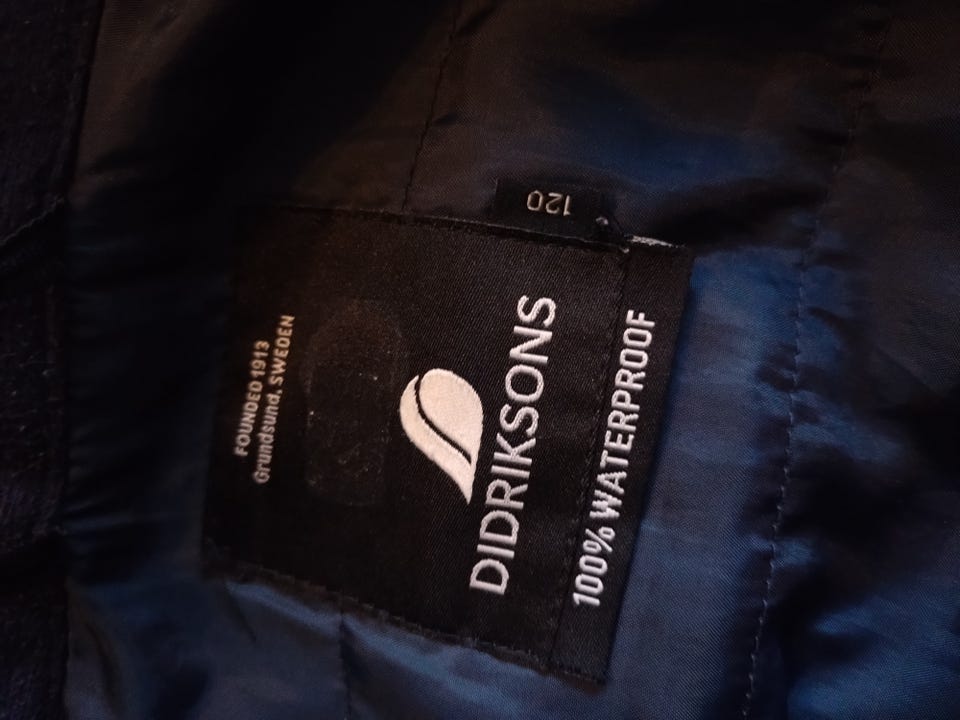 FOUNDED 1913
Grundsund, SWEDEN
DIDRIKSONS
100% WATERPROOF
120